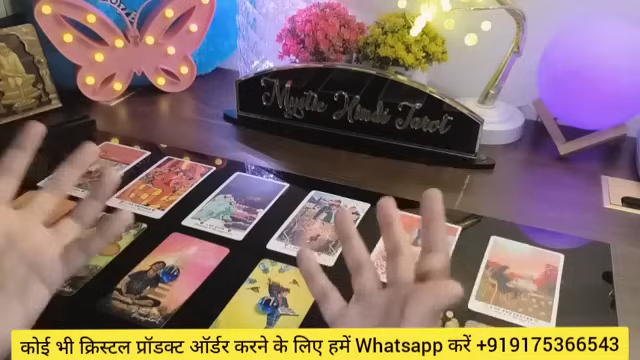 Mystic Hindi Tarot
कोई भी क्रिस्टल प्रॉडक्ट ऑर्डर करने के लिए हमें Whatsapp करें +919175366543